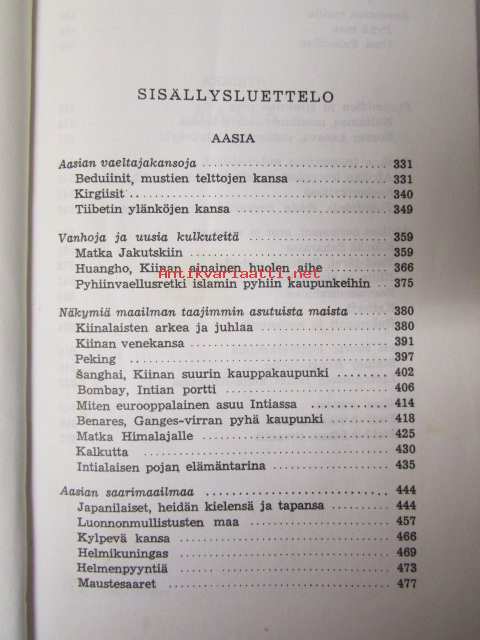 SISÄLLYSLUETTELO
AASIA
Aasian vaeltajakansoja 331
Beduiinit, mustien telttojen kansa 331
Kirgiisit 340
Tiibetin ylänköjen kansa 349
Vanhoja ja uusia kulkuteitä 359
Matka Jakutskiin 359
Huangho, Kiinan ainainen huolen aihe 366
Antikvariaatti.net
Pyhiinvaellusretki islamin pyhiin kaupunkeihin 375
Näkymiä maailman taajimmin asutuista maista 380
Kiinalaisten arkea ja juhlaa 380
Kiinan venekansa 391
Peking 397
Šanghai, Kiinan suurin kauppakaupunki 402
Bombay, Intian portti 406
Miten eurooppalainen asuu Intiassa 414
Benares, Ganges-virran pyhä kaupunki 418
Matka Himalajalle 425
Kalkutta 430
Intialaisen pojan elämäntarina 435
Aasian saarimaailmaa 444
Japanilaiset, heidän kielensä ja tapansa 444
Luonnonmullistusten maa 457
Kylpevä kansa 466
Helmikuningas 469
Helmenpyyntiä 473
Maustesaaret 477